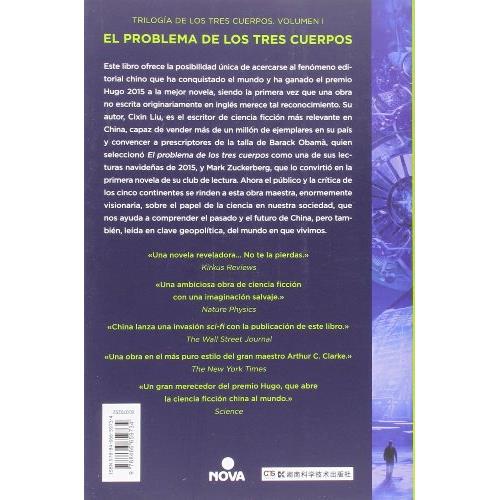 TRILOGÍA DE LOS TRES CUERPOS. VOLUMEN I
EL PROBLEMA DE LOS TRES CUERPOS
Este libro ofrece la posibilidad única de acercarse al fenómeno edi-
torial chino que ha conquistado el mundo y ha ganado el premio
Hugo 2015 a la mejor novela, siendo la primera vez que una obra
no escrita originariamente en inglés merece tal reconocimiento. Su
autor, Cixin Liu, es el escritor de ciencia ficción más relevante en
China, capaz de vender más de un millón de ejemplares en su país
y convencer a prescriptores de la talla de Barack Obama, quien
seleccionó El problema de los tres cuerpos como una de sus lec-
turas navideñas de 2015, y Mark Zuckerberg, que lo convirtió en la
primera novela de su club de lectura. Ahora el público y la crítica de
los cinco continentes se rinden a esta obra maestra, enormemente
visionaria, sobre el papel de la ciencia en nuestra sociedad, que
nos ayuda a comprender el pasado y el futuro de China, pero tam-
bién, leída en clave geopolítica, del mundo en que vivimos.
«Una novela reveladora... No te la pierdas.»
Kirkus Reviews
«Una ambiciosa obra de ciencia ficción
con una imaginación salvaje.»
Nature Physics
«China lanza una invasión sci-fi con la publicación de este libro.»
The Wall Street Journal
«Una obra en el más puro estilo del gran maestro Arthur C. Clarke.»
The New York Times
«Un gran merecedor del premio Hugo, que abre
la ciencia ficción china al mundo.»
Science
NOVA
湖南科学技术出版社